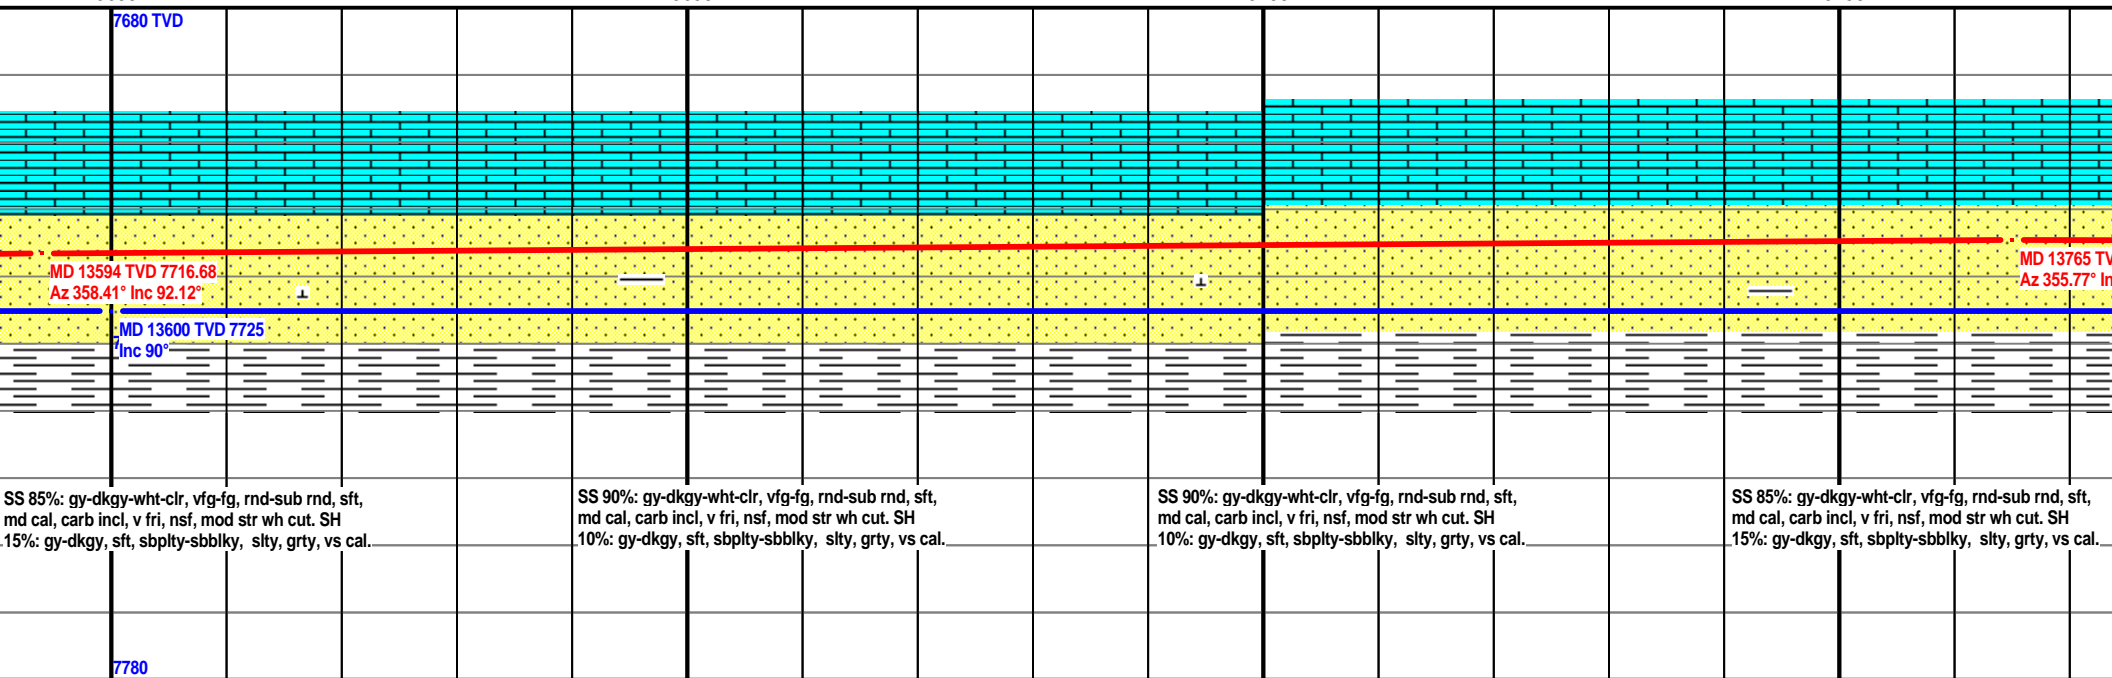 7680 TVD
MD 13594 TVD 7716.68
Az 358.41° Inc 92.12°
MD 13600 TVD 7725
Inc 90°
MD 13765 TV
Az 355.77° In
SS 85%: gy-dkgy-wht-clr, vfg-fg, rnd-sub rnd, sft,
md cal, carb incl, v fri, nsf, mod str wh cut. SH
15%: gy-dkgy, sft, sbplty-sbblky, slty, grty, vs cal.
SS 90%: gy-dkgy-wht-clr, vfg-fg, rnd-sub rnd, sft,
md cal, carb incl, v fri, nsf, mod str wh cut. SH
10%: gy-dkgy, sft, sbplty-sbblky, slty, grty, vs cal.
SS 90%: gy-dkgy-wht-clr, vfg-fg, rnd-sub rnd, sft,
md cal, carb incl, v fri, nsf, mod str wh cut. SH
10%: gy-dkgy, sft, sbplty-sbblky, slty, grty, vs cal.
SS 85%: gy-dkgy-wht-clr, vfg-fg, rnd-sub rnd, sft,
md cal, carb incl, v fri, nsf, mod str wh cut. SH
15%: gy-dkgy, sft, sbplty-sbblky, slty, grty, vs cal.
7780